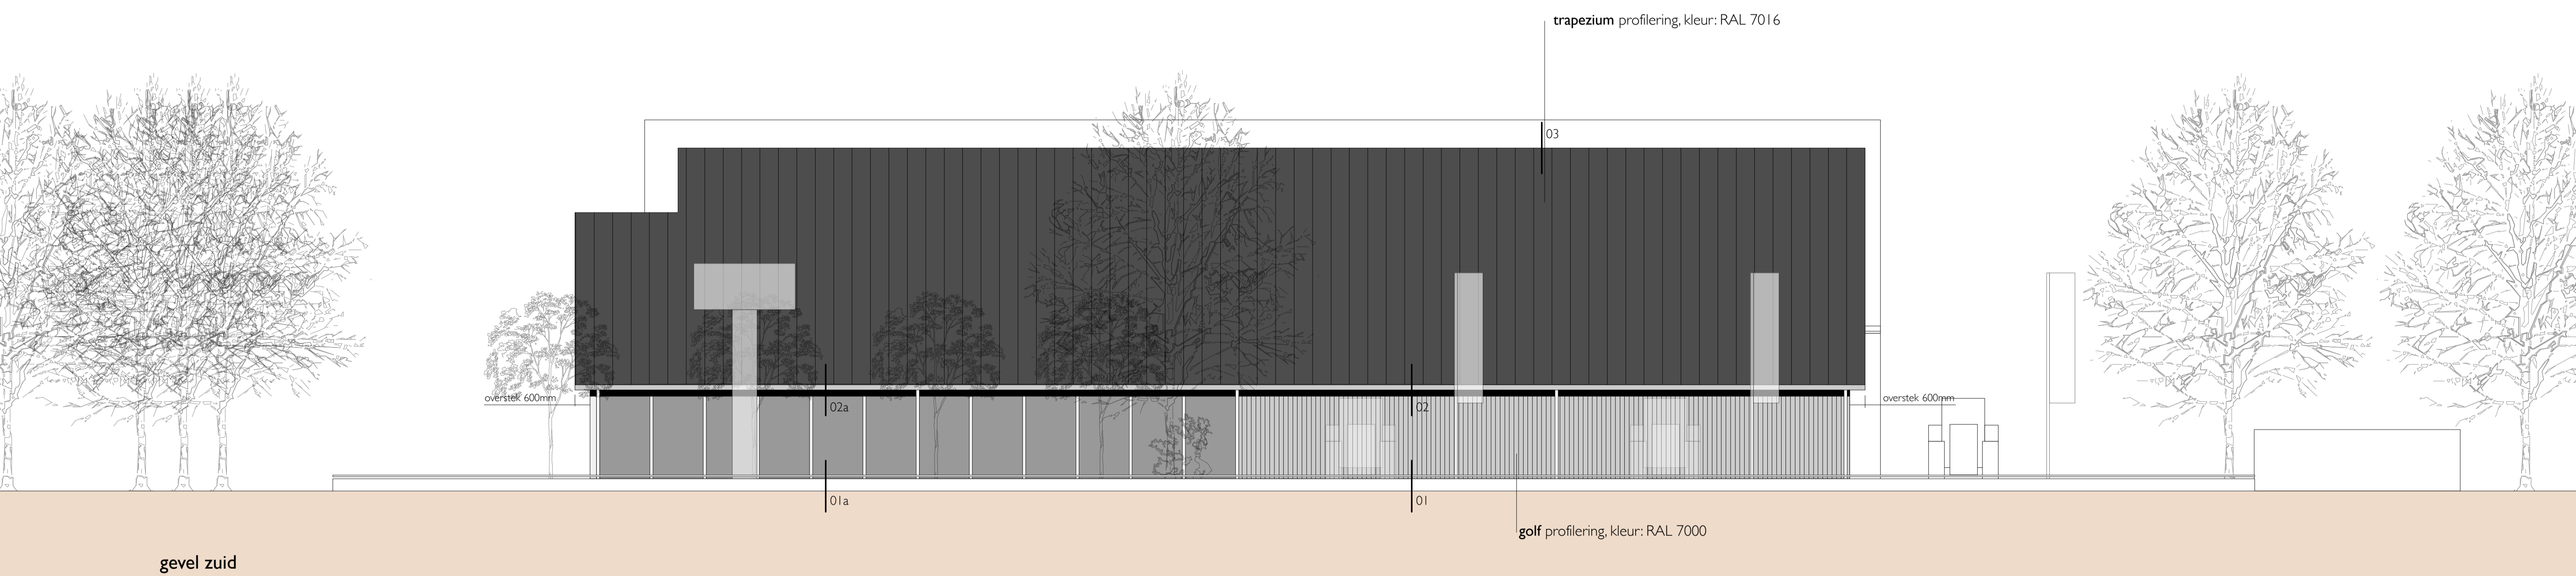 trapezium profilering, kleur: RAL 7016
03
overstek 600mm
02a
02
overstek 600mm
01a
01
golf profilering, kleur: RAL 7000
gevel zuid